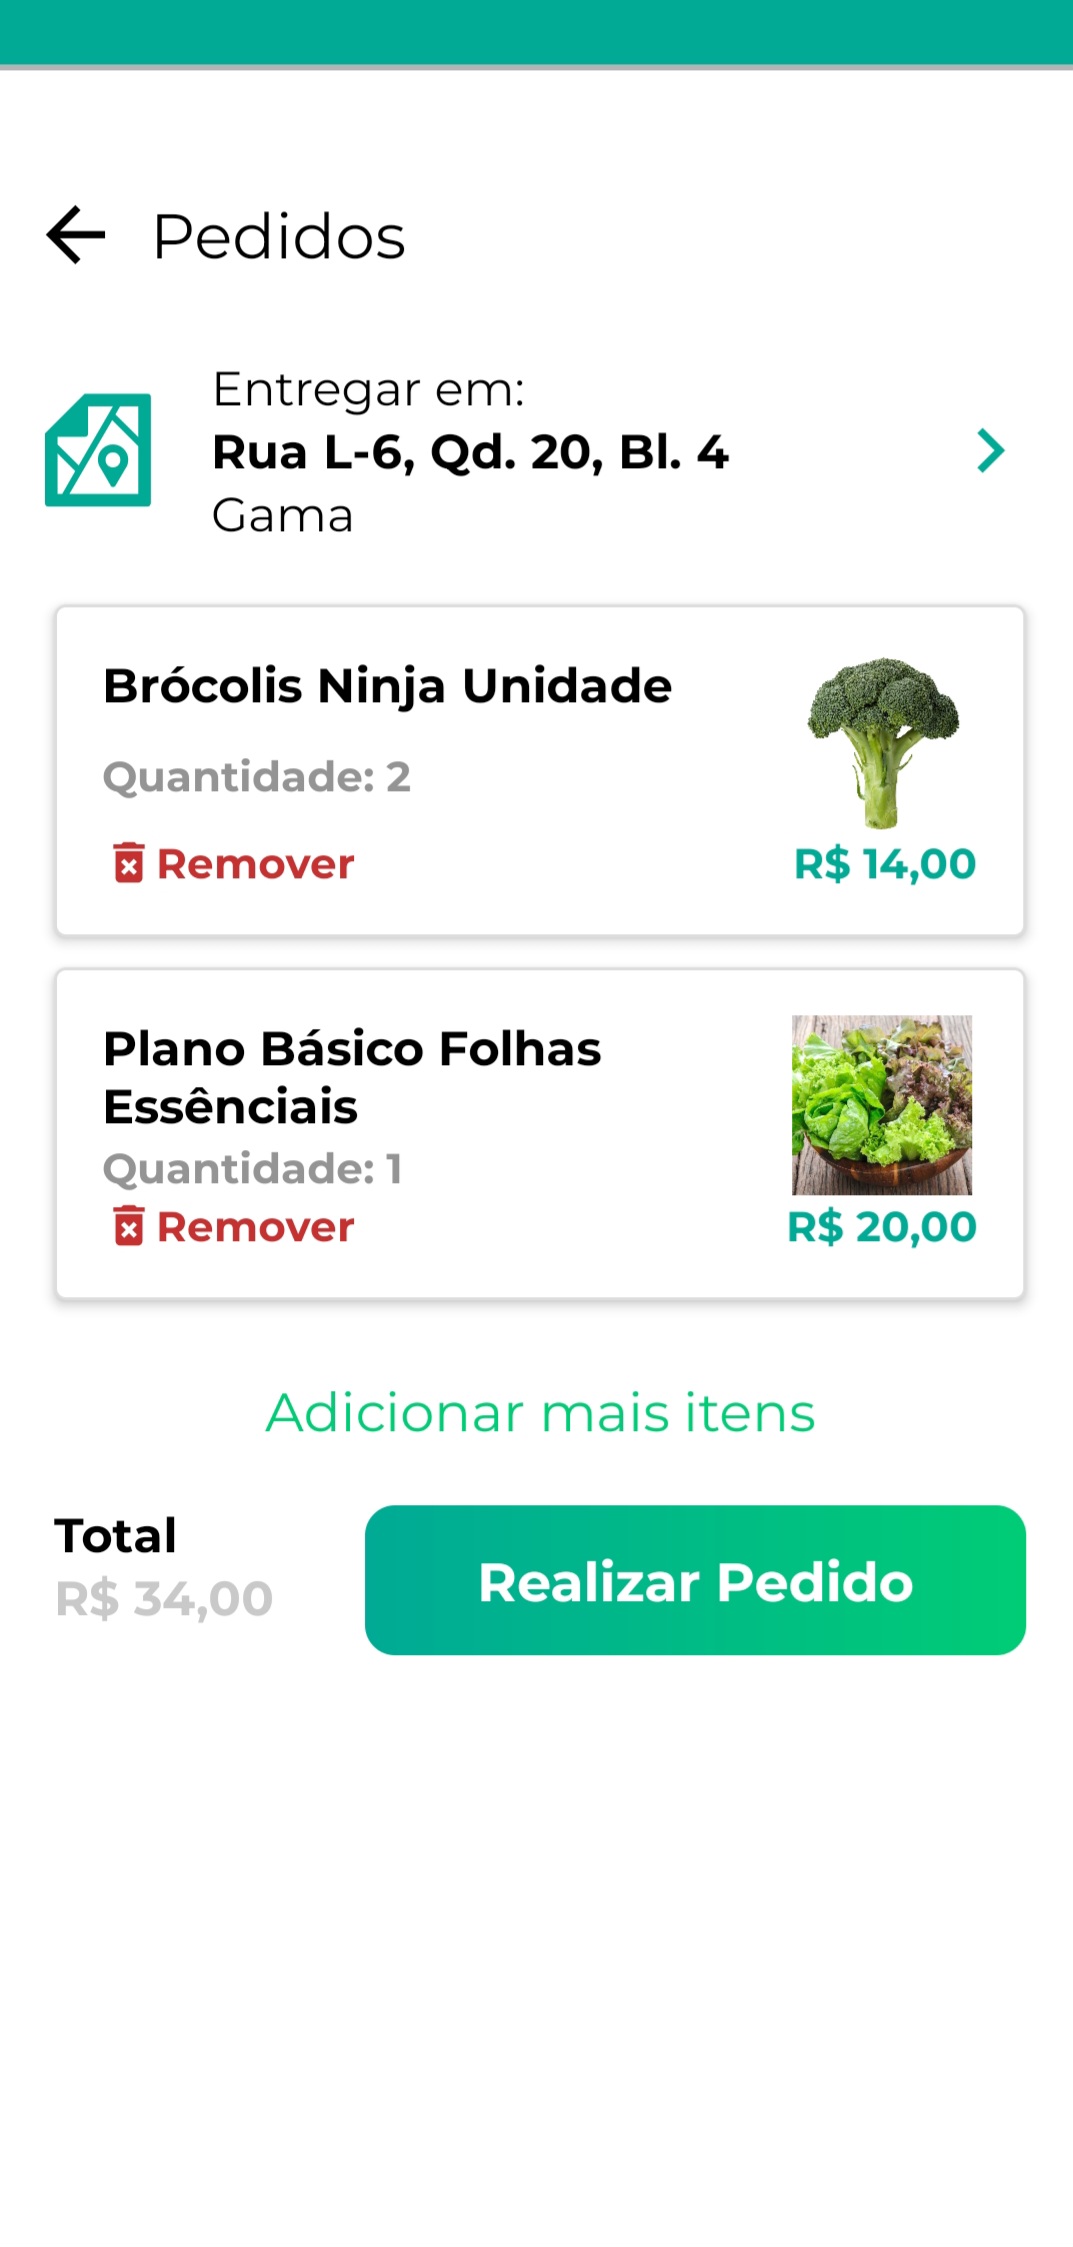 Pedidos
Entregar em:
Rua L-6, Qd. 20, Bl. 4
Gama
Brócolis Ninja Unidade
Quantidade: 2
Remover
R$ 14,00
Plano Básico Folhas
Essênciais
Quantidade: 1
Remover
R$ 20,00
Adicionar mais itens
Total
R$ 34,00
Realizar Pedido